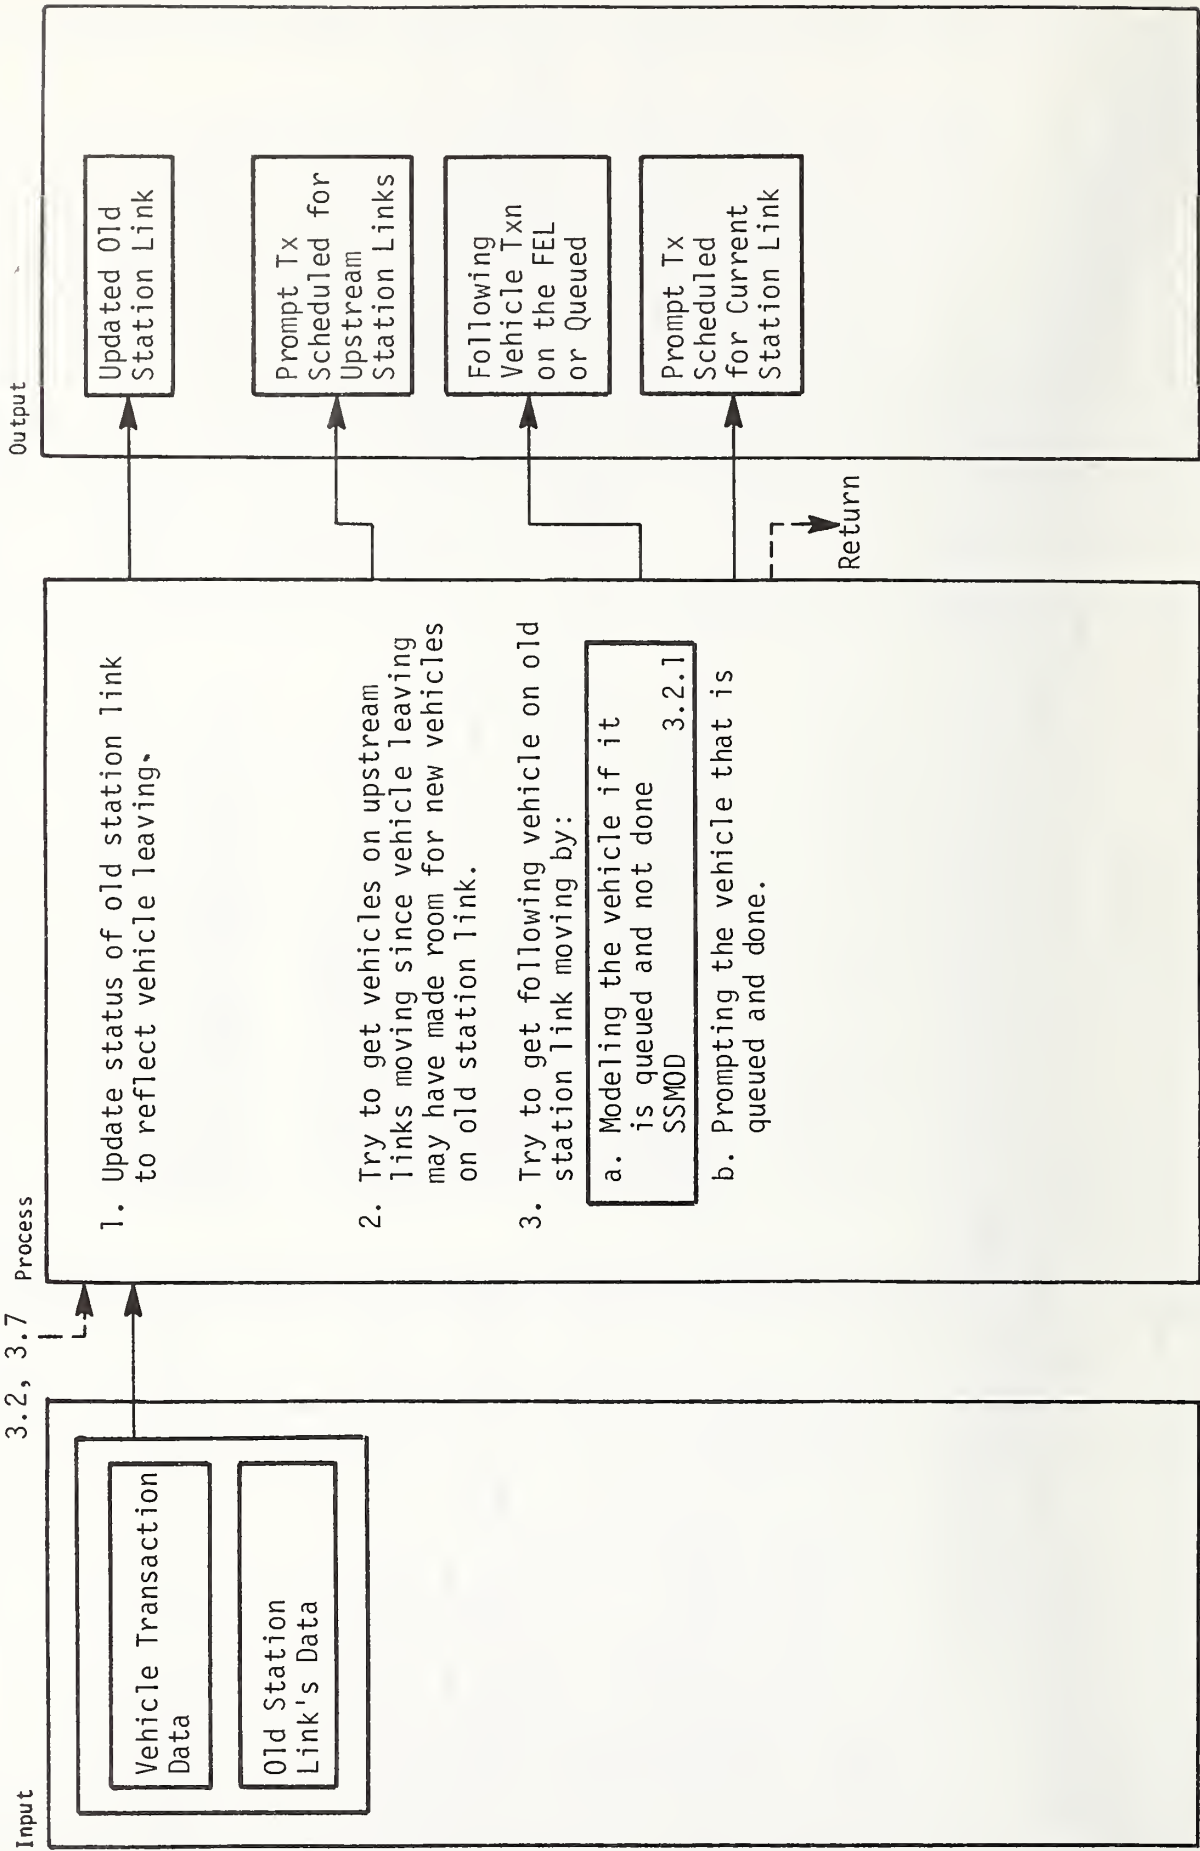 Input
Vehicle Transaction
Data
Old Station
Link's Data
3.2, 3.7
Process
1. Update status of old station link
to reflect vehicle leaving.
2. Try to get vehicles on upstream
links moving since vehicle leaving
may have made room for new vehicles
on old station link.
3. Try to get following vehicle on old
station link moving by:
a. Modeling the vehicle if it
is queued and not done
SSMOD 3.2.1
b. Prompting the vehicle that is
queued and done.
Return
Output
Updated Old
Station Link
Prompt Tx
Scheduled for
Upstream
Station Links
Following
Vehicle Txn
on the FEL
or Queued
Prompt Tx
Scheduled
for Current
Station Link